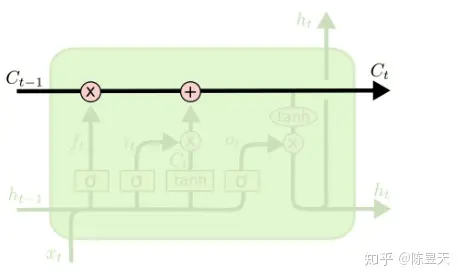 h_t
C_{t-1}
×
+
C_t
tanh
f_t
i_t
×
o_t
×
C̃_t
σ
σ
tanh
σ
h_{t-1}
h_t
x_t
知乎 @陈昱天